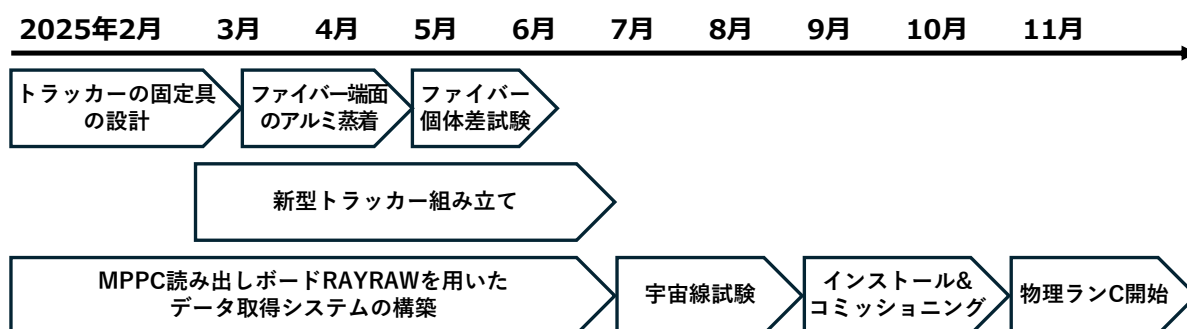 2025年2月 3月 4月 5月 6月 7月 8月 9月 10月 11月
トラッカーの固定具
の設計
ファイバー端面
のアルミ蒸着
ファイバー
個体差試験
新型トラッカー組み立て
MPPC読み出しボードRAYRAWを用いた
データ取得システムの構築
宇宙線試験
インストール&
コミッショニング
物理ランC開始